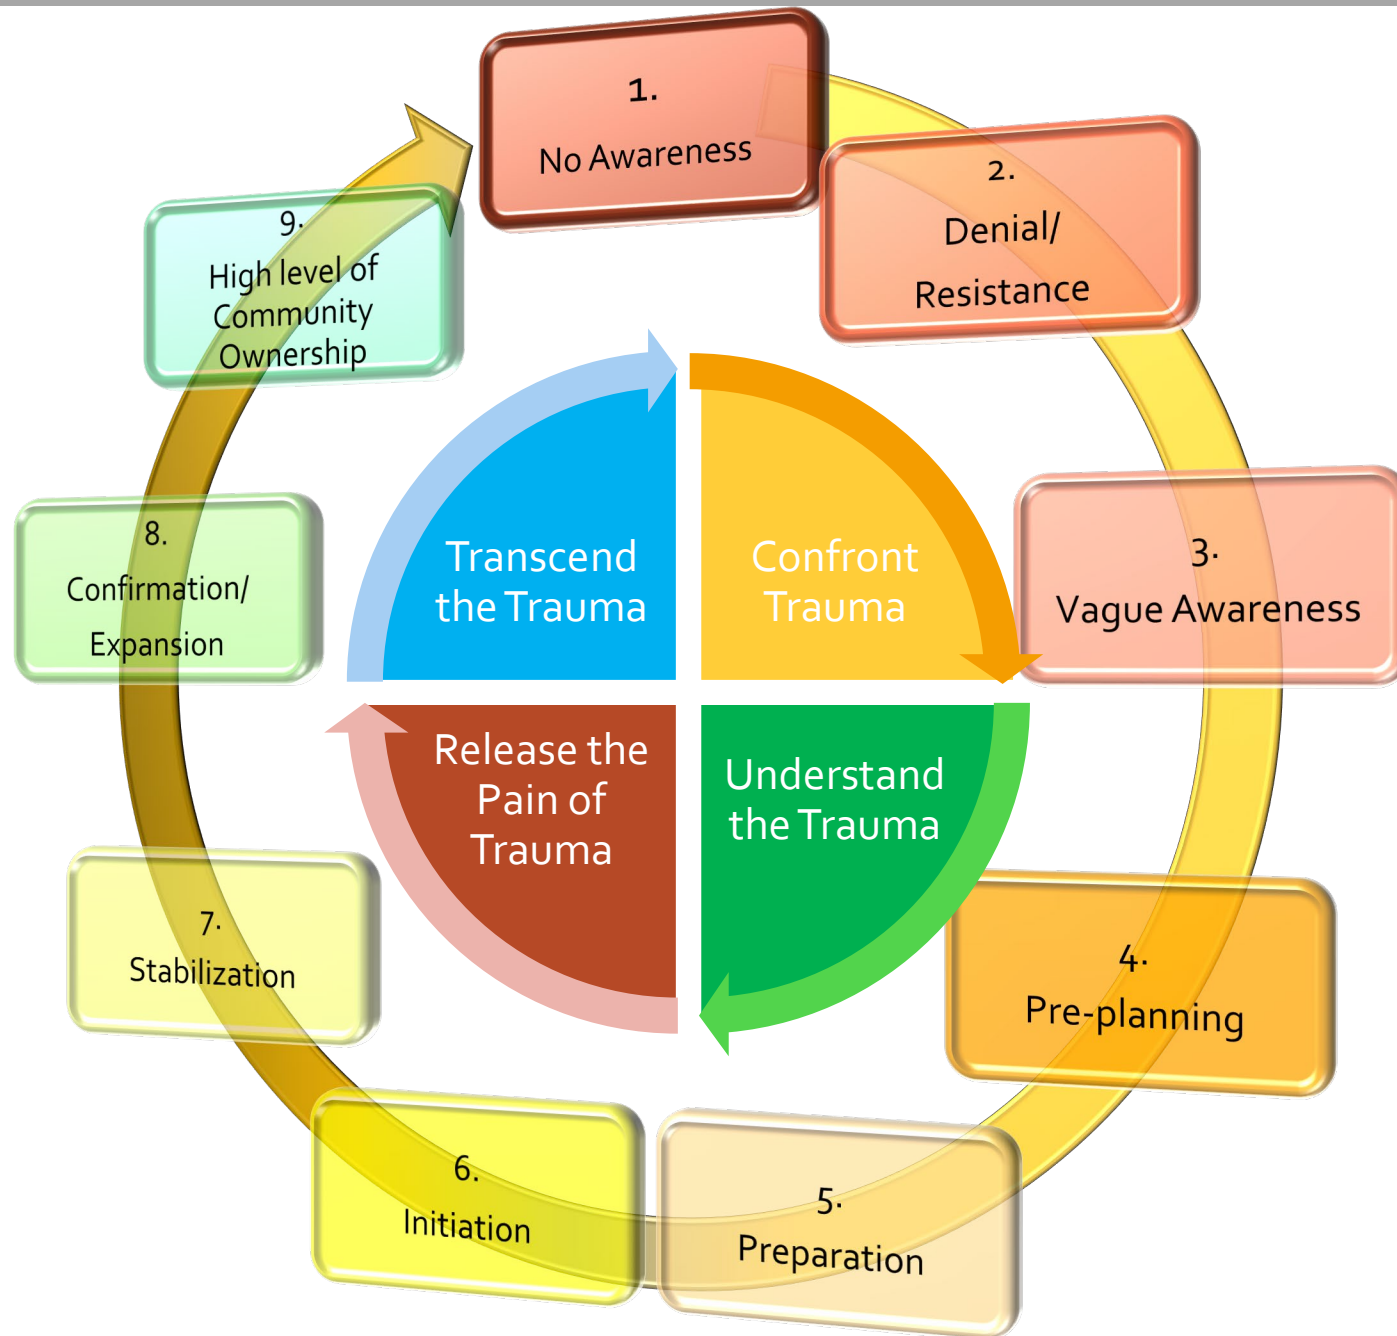 1.
No Awareness
2.
Denial/
Resistance
3.
Vague Awareness
4.
Pre-planning
5.
Preparation
6.
Initiation
7.
Stabilization
8.
Confirmation/
Expansion
9.
High level of
Community
Ownership
Confront
Trauma
Understand
the Trauma
Release the
Pain of
Trauma
Transcend
the Trauma